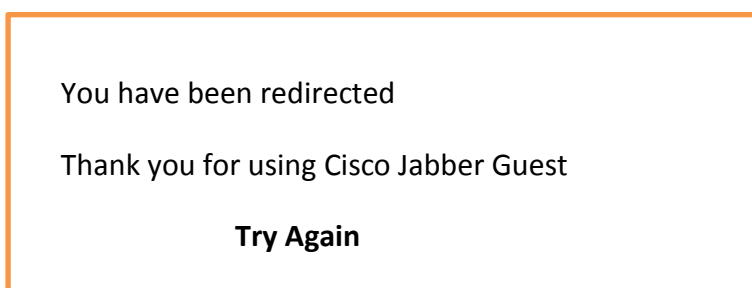 You have been redirected
Thank you for using Cisco Jabber Guest
Try Again